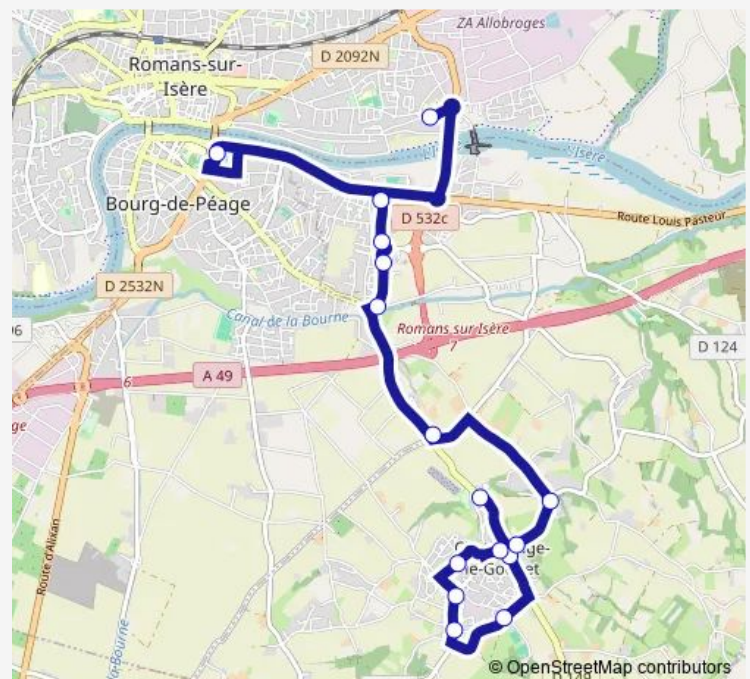 ZA Allobroges
D 2092N
Romans-sur-
Isère
L'Isère
Bourg-de-Péage
D 532c
Route Louis Pasteur
D 2532N
Canal de la Bourne
Romans sur Isère
7
D 124
A 49
6
Route d'Alixan
© OpenStreetMap contributors